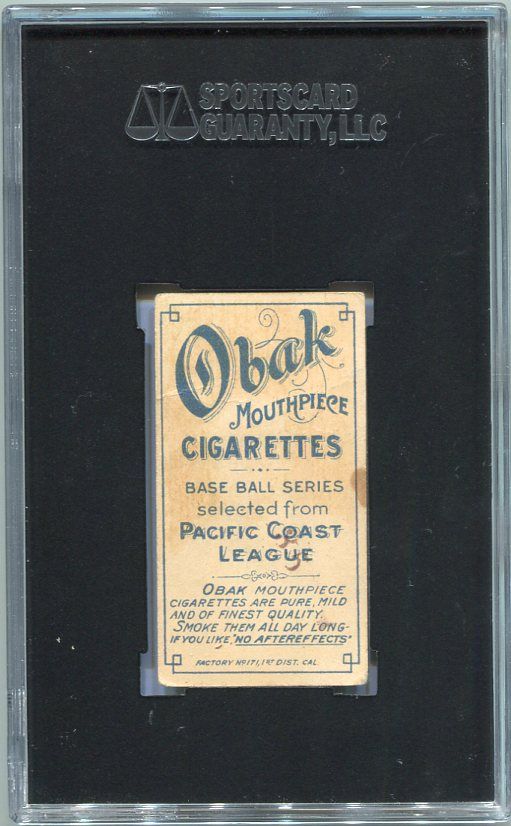 SPORTSCARD
GUARANTY, LLC
Obak
MOUTHPIECE
CIGARETTES
BASE BALL SERIES
selected from
PACIFIC COAST
LEAGUE
OBAK MOUTHPIECE
CIGARETTES ARE PURE, MILD
AND OF FINEST QUALITY.
SMOKE THEM ALL DAY LONG-
IF YOU LIKE, "NO AFTEREFFECTS"
FACTORY Nº 171, 1ST DIST. CAL.